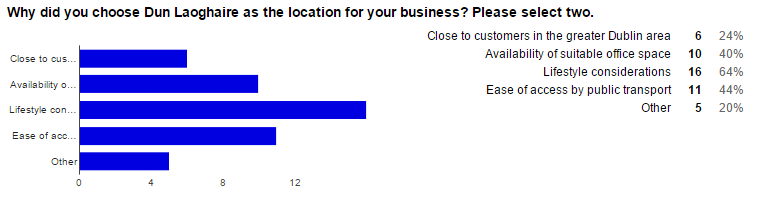 Why did you choose Dun Laoghaire as the location for your business? Please select two.
Close to customers in the greater Dublin area 6 24%
Availability of suitable office space 10 40%
Lifestyle considerations 16 64%
Ease of access by public transport 11 44%
Other 5 20%
Close to cus...
Availability o...
Lifestyle con...
Ease of acc...
Other
0 4 8 12